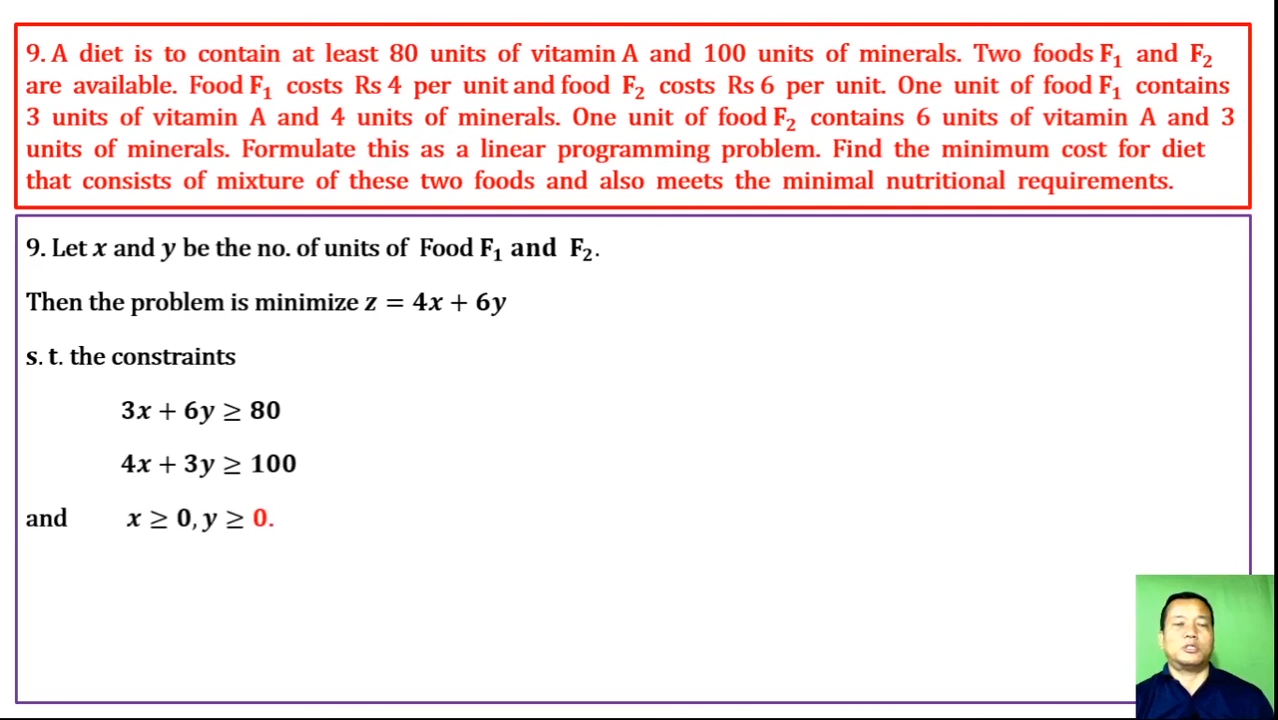 9. A diet is to contain at least 80 units of vitamin A and 100 units of minerals. Two foods F₁ and F₂
are available. Food F₁ costs Rs 4 per unit and food F₂ costs Rs 6 per unit. One unit of food F₁ contains
3 units of vitamin A and 4 units of minerals. One unit of food F₂ contains 6 units of vitamin A and 3
units of minerals. Formulate this as a linear programming problem. Find the minimum cost for diet
that consists of mixture of these two foods and also meets the minimal nutritional requirements.
9. Let x and y be the no. of units of Food F₁ and F₂.
Then the problem is minimize z = 4x + 6y
s. t. the constraints
3x + 6y ≥ 80
4x + 3y ≥ 100
and x ≥ 0, y ≥ 0.